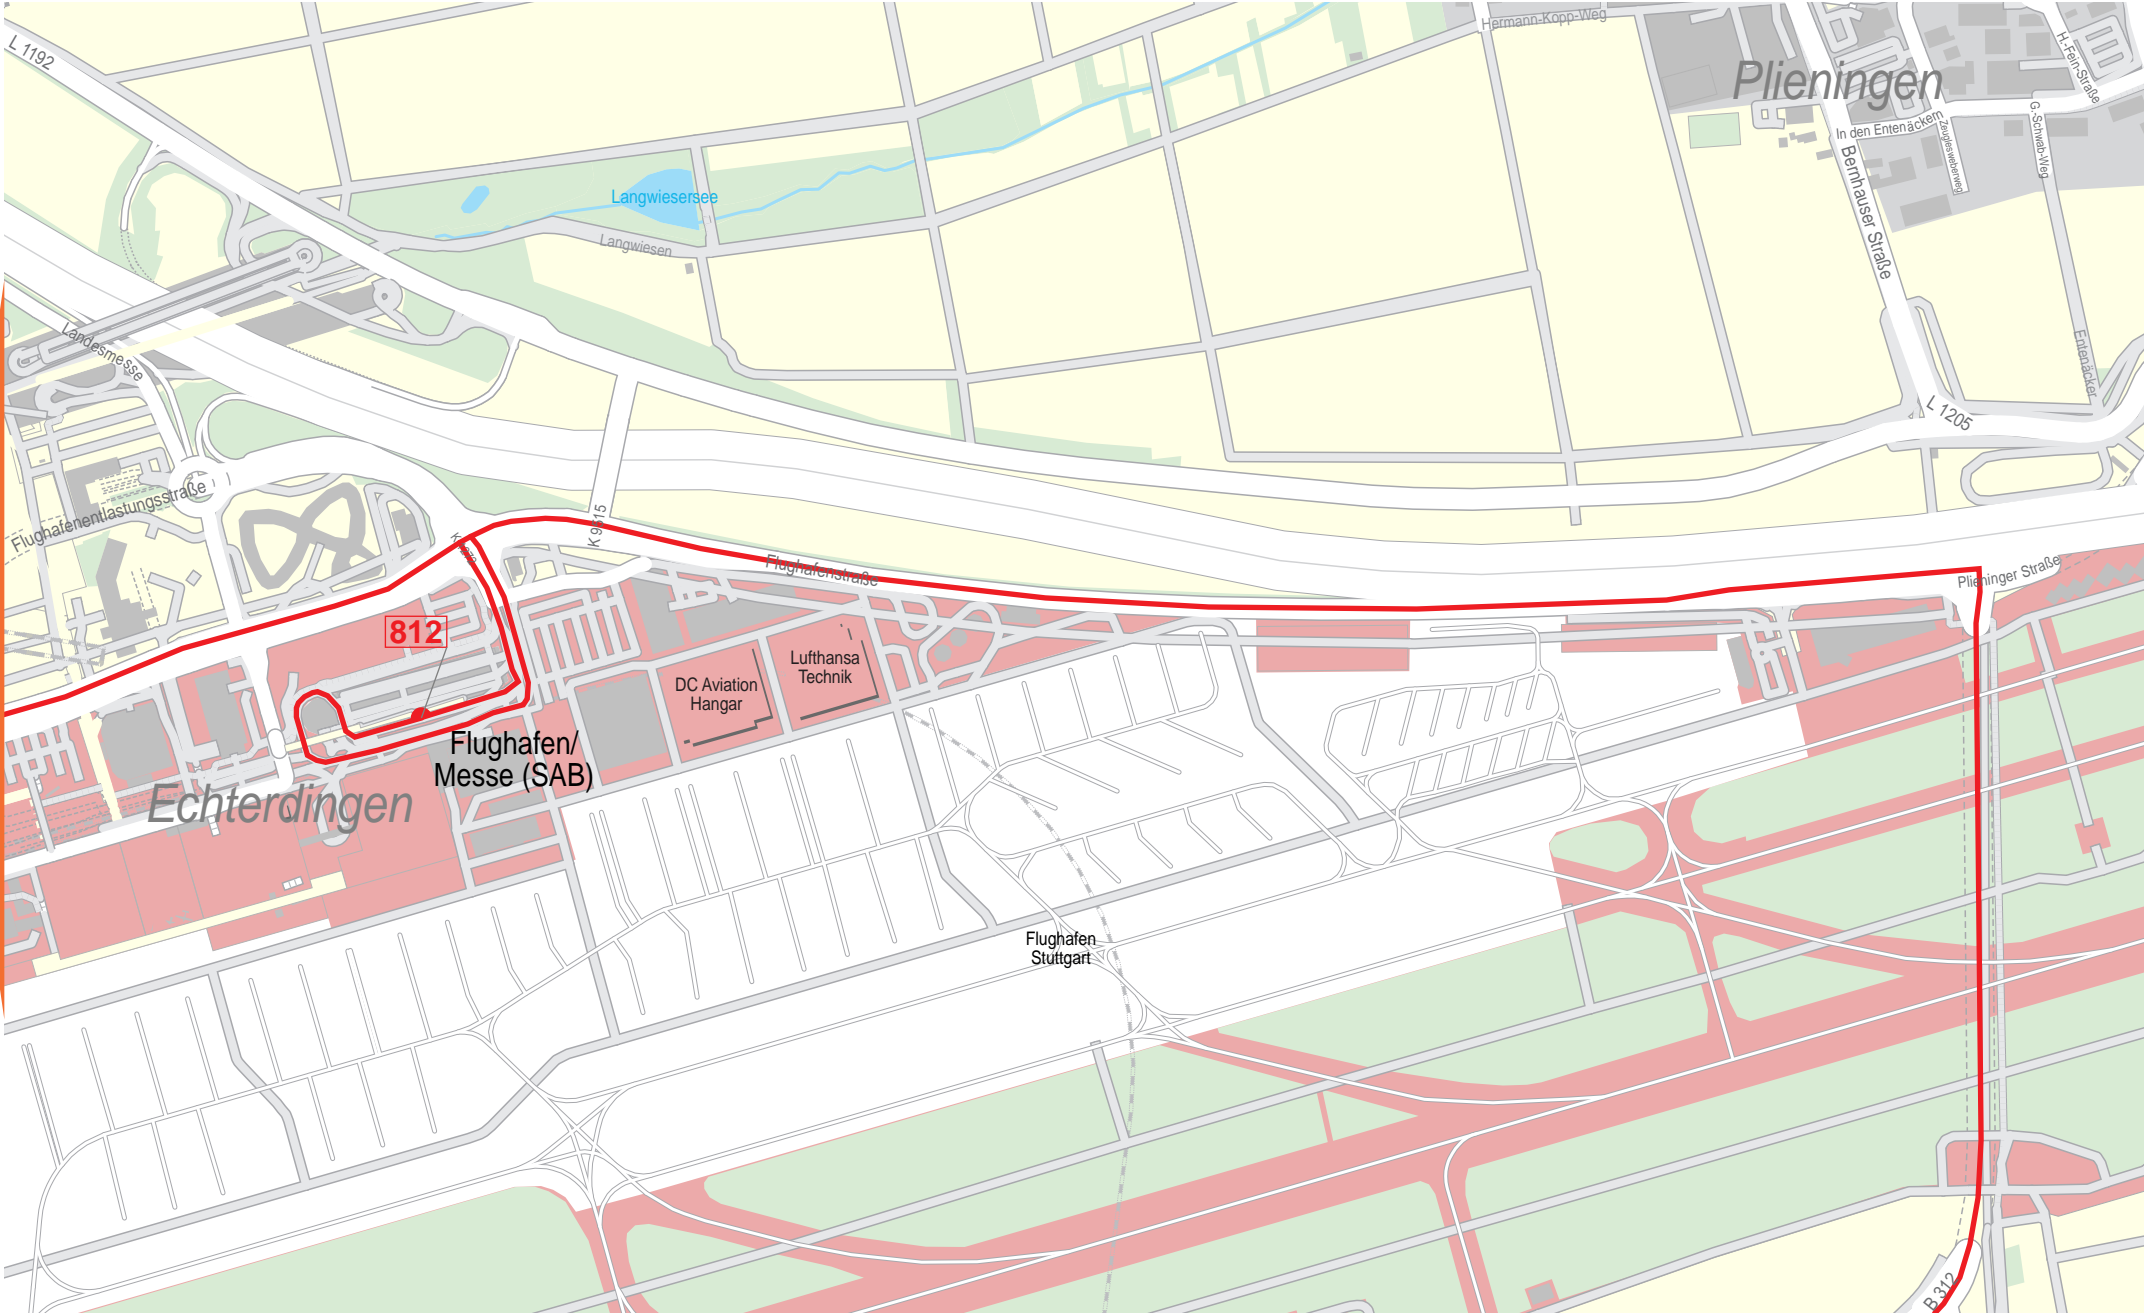 L 1192
Hermann-Kopp-Weg
H.-Fein-Straße
Plieningen
In den Entenäckern
Zeugleswebenweg
G.-Schwab-Weg
Bernhauser Straße
Langwiesersee
Langwiesen
Landesmesse
Entenäcker
L 1205
Flughafenentlastungsstraße
K 9515
Flughafenstraße
Plieninger Straße
812
Lufthansa
Technik
DC Aviation
Hangar
Flughafen/
Messe (SAB)
Echterdingen
Flughafen
Stuttgart
B 312